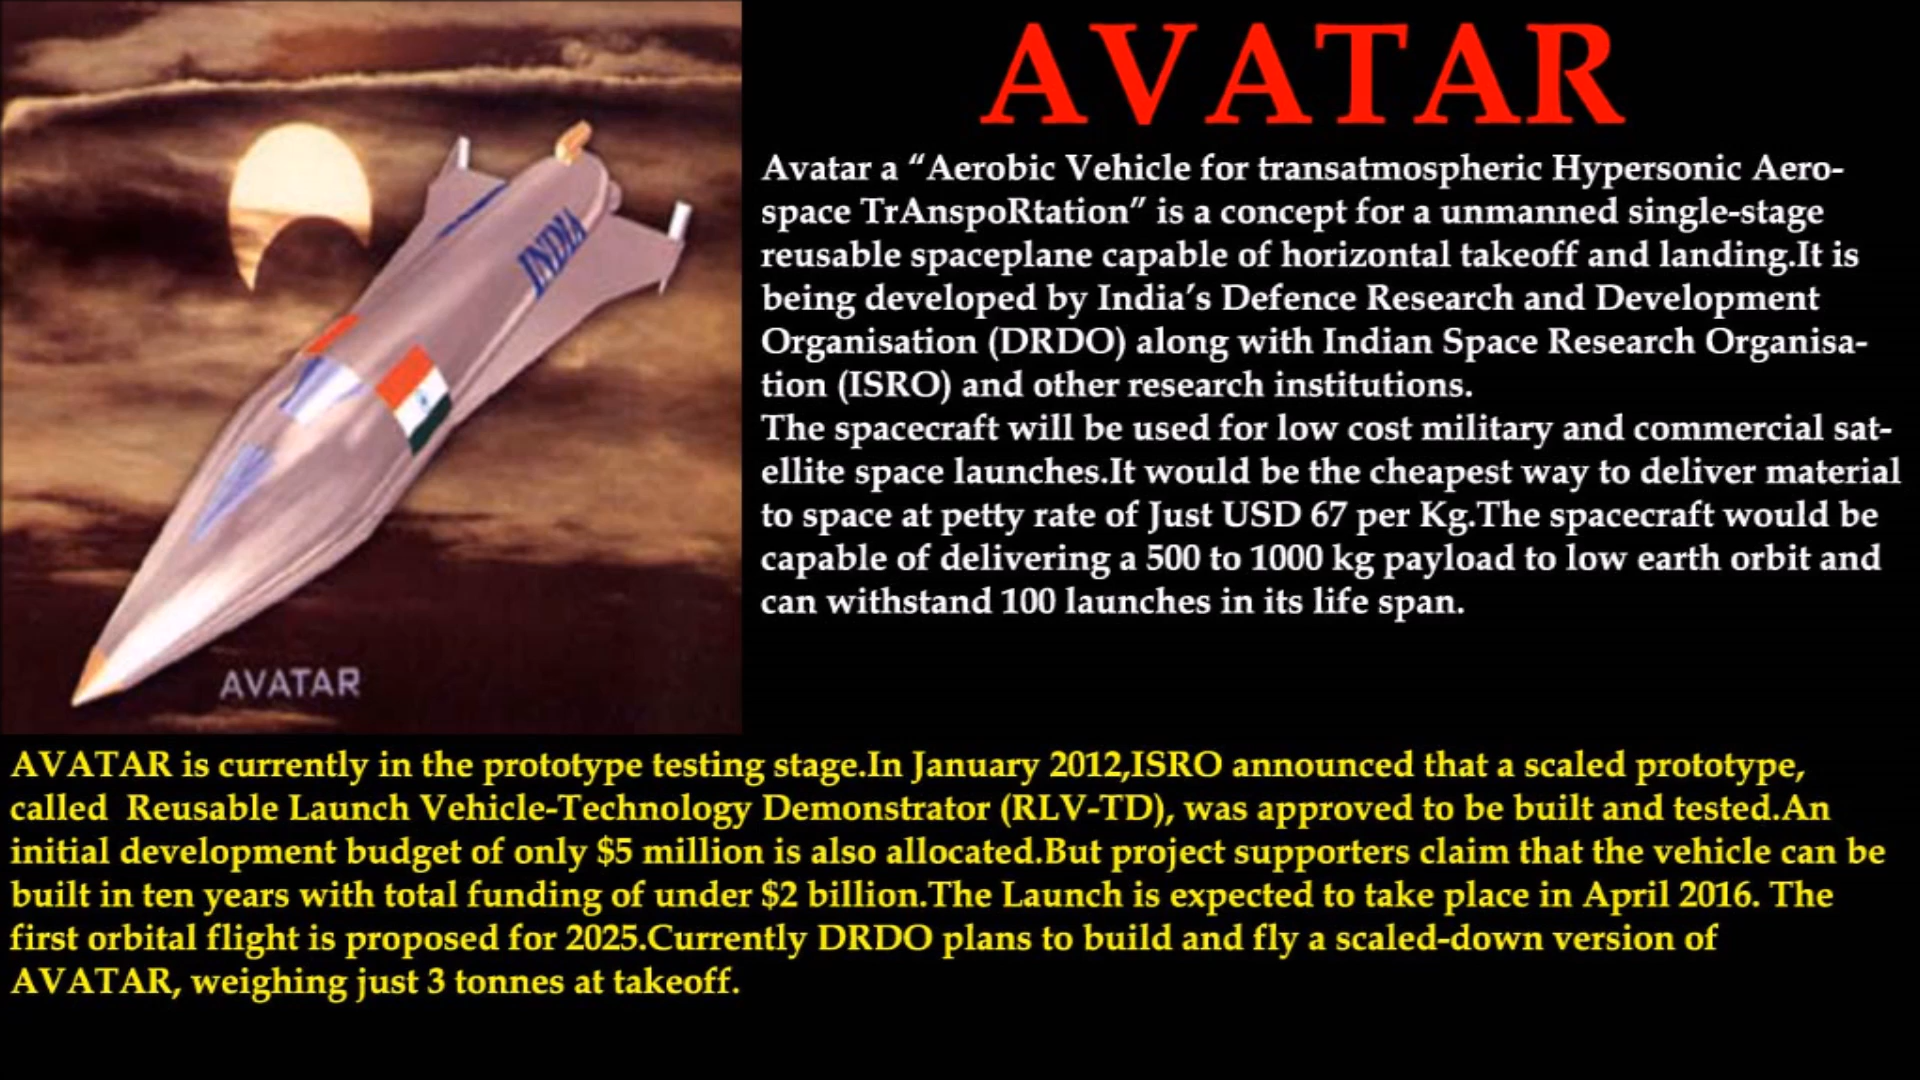 AVATAR
Avatar a “Aerobic Vehicle for transatmospheric Hypersonic Aero-
space TrAnspoRtation” is a concept for a unmanned single-stage
reusable spaceplane capable of horizontal takeoff and landing.It is
being developed by India’s Defence Research and Development
Organisation (DRDO) along with Indian Space Research Organisa-
tion (ISRO) and other research institutions.
The spacecraft will be used for low cost military and commercial sat-
ellite space launches.It would be the cheapest way to deliver material
to space at petty rate of Just USD 67 per Kg.The spacecraft would be
capable of delivering a 500 to 1000 kg payload to low earth orbit and
can withstand 100 launches in its life span.
INDIA
AVATAR
AVATAR is currently in the prototype testing stage.In January 2012,ISRO announced that a scaled prototype,
called  Reusable Launch Vehicle-Technology Demonstrator (RLV-TD), was approved to be built and tested.An
initial development budget of only $5 million is also allocated.But project supporters claim that the vehicle can be
built in ten years with total funding of under $2 billion.The Launch is expected to take place in April 2016. The
first orbital flight is proposed for 2025.Currently DRDO plans to build and fly a scaled-down version of
AVATAR, weighing just 3 tonnes at takeoff.